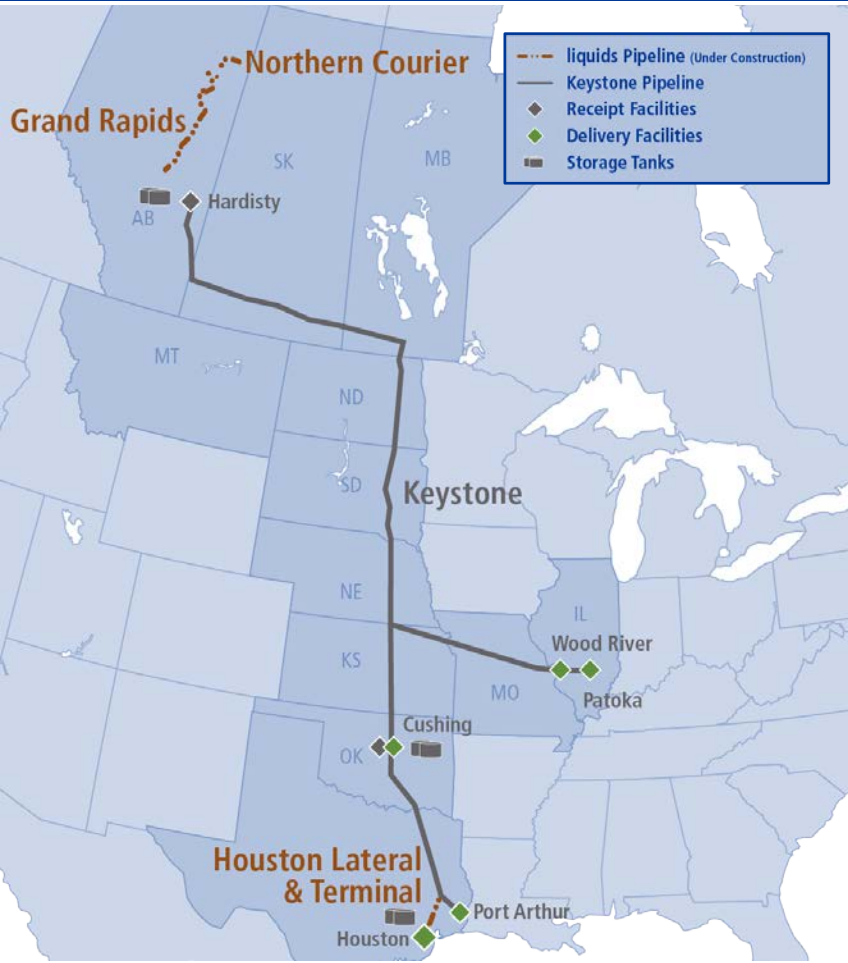 liquids Pipeline (Under Construction)
Keystone Pipeline
Receipt Facilities
Delivery Facilities
Storage Tanks
Northern Courier
Grand Rapids
SK
MB
AB
Hardisty
MT
ND
SD
Keystone
NE
IL
Wood River
KS
MO
Patoka
Cushing
OK
Houston Lateral
& Terminal
Port Arthur
Houston